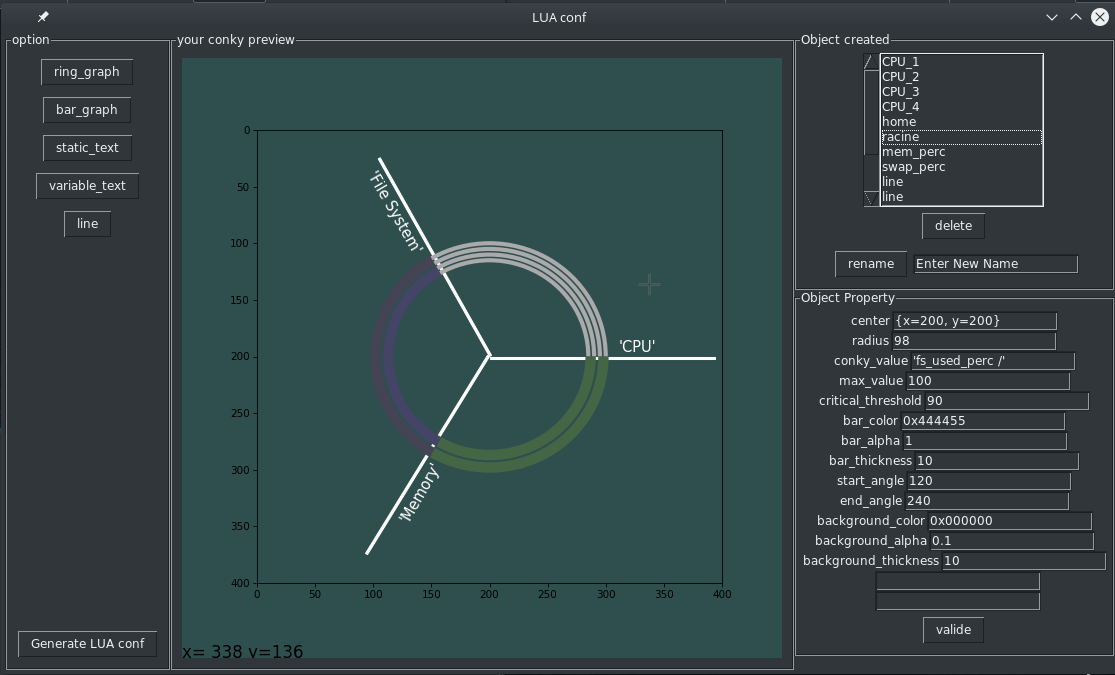 LUA conf
option
ring_graph
bar_graph
static_text
variable_text
line
Generate LUA conf
your conky preview
0
50
100
150
200
250
300
350
400
0 50 100 150 200 250 300 350 400
'File System'
'CPU'
'Memory'
x= 338 y=136
Object created
CPU_1
CPU_2
CPU_3
CPU_4
home
racine
mem_perc
swap_perc
line
line
delete
rename Enter New Name
Object Property
center {x=200, y=200}
radius 98
conky_value 'fs_used_perc /'
max_value 100
critical_threshold 90
bar_color 0x444455
bar_alpha 1
bar_thickness 10
start_angle 120
end_angle 240
background_color 0x000000
background_alpha 0.1
background_thickness 10
valide